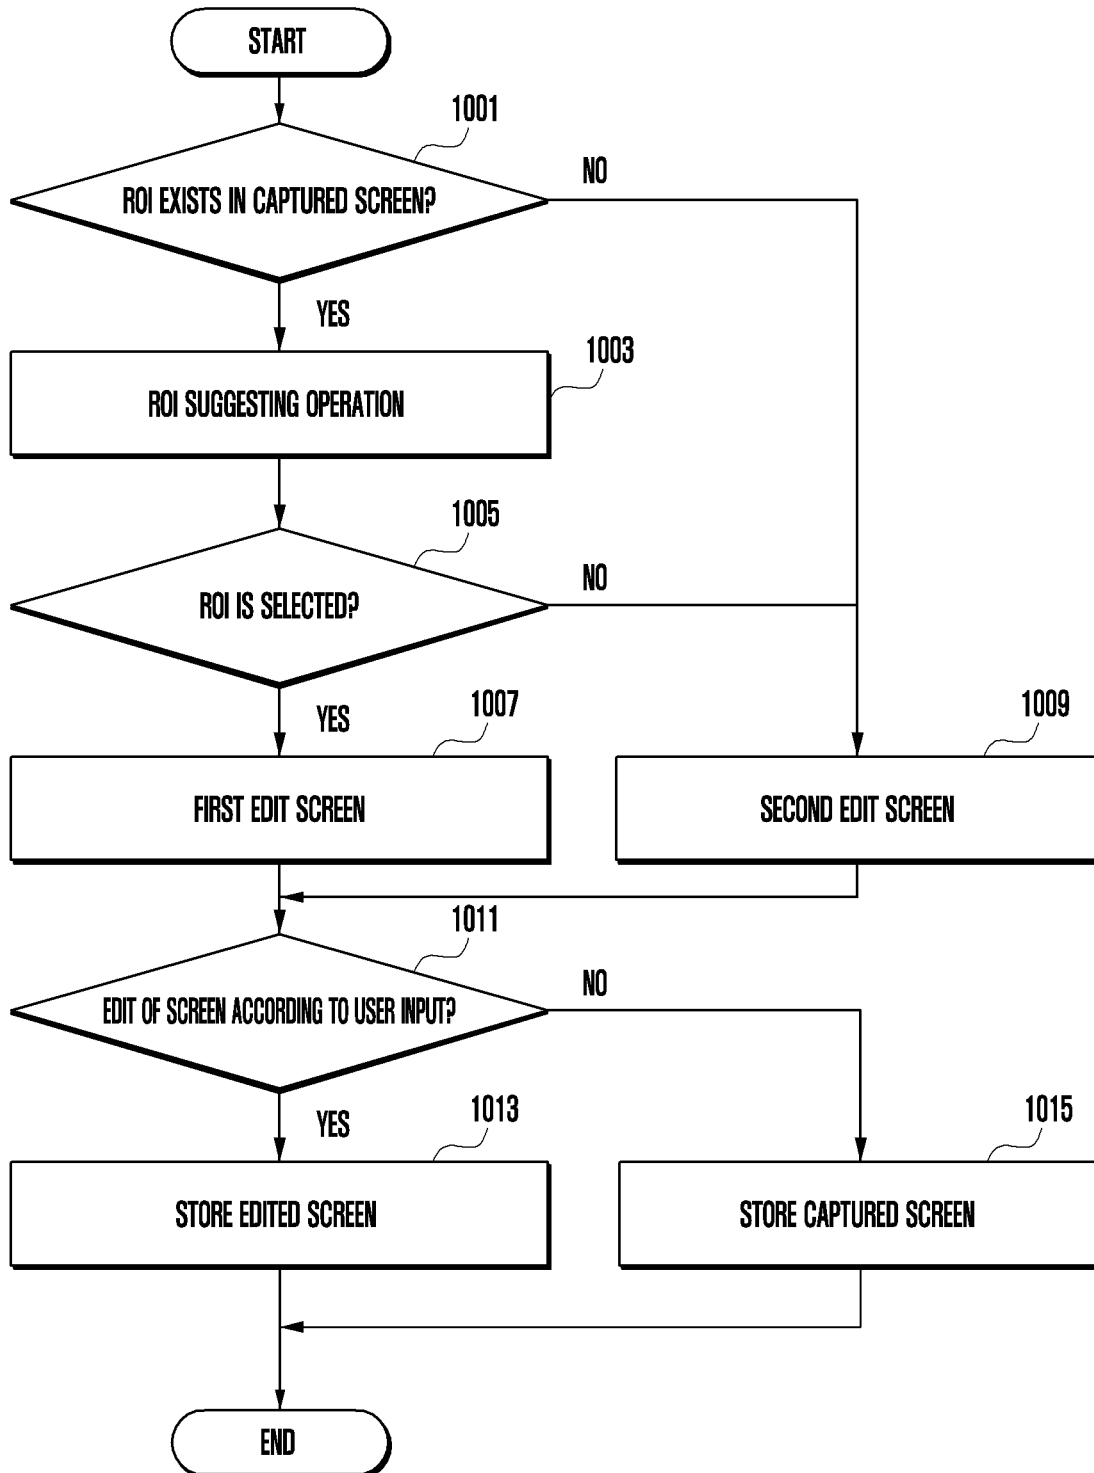 START
1001
NO
ROI EXISTS IN CAPTURED SCREEN?
YES
1003
ROI SUGGESTING OPERATION
1005
NO
ROI IS SELECTED?
YES
1007
1009
FIRST EDIT SCREEN
SECOND EDIT SCREEN
1011
NO
EDIT OF SCREEN ACCORDING TO USER INPUT?
YES
1013
1015
STORE EDITED SCREEN
STORE CAPTURED SCREEN
END